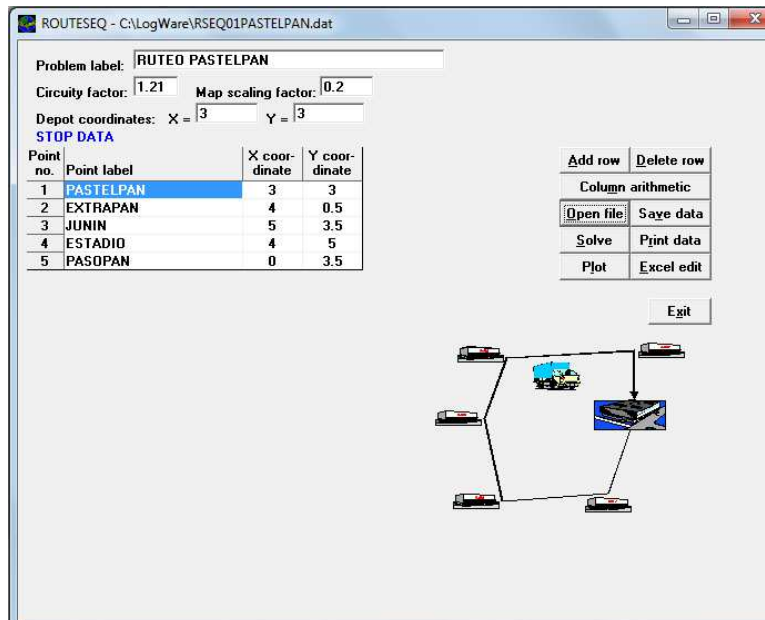 ROUTESEQ - C:\LogWare\RSEQ01PASTELPAN.dat
Problem label: RUTEO PASTELPAN
Circuity factor: 1.21 Map scaling factor: 0.2
Depot coordinates: X = 3 Y = 3
STOP DATA
Point no. Point label X coor-dinate Y coor-dinate
1 PASTELPAN 3 3
2 EXTRAPAN 4 0.5
3 JUNIN 5 3.5
4 ESTADIO 4 5
5 PASOPAN 0 3.5
Add row Delete row
Column arithmetic
Open file Save data
Solve Print data
Plot Excel edit
Exit